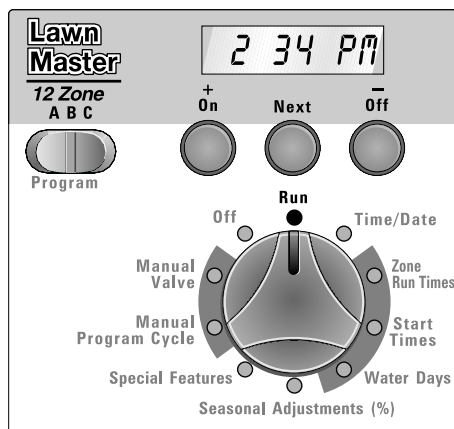 Lawn
Master
12 Zone
A B C
Program
2 34 PM
+
On
Next
−
Off
Run
Off
Time/Date
Manual
Valve
Zone
Run Times
Manual
Program Cycle
Start
Times
Special Features
Water Days
Seasonal Adjustments (%)